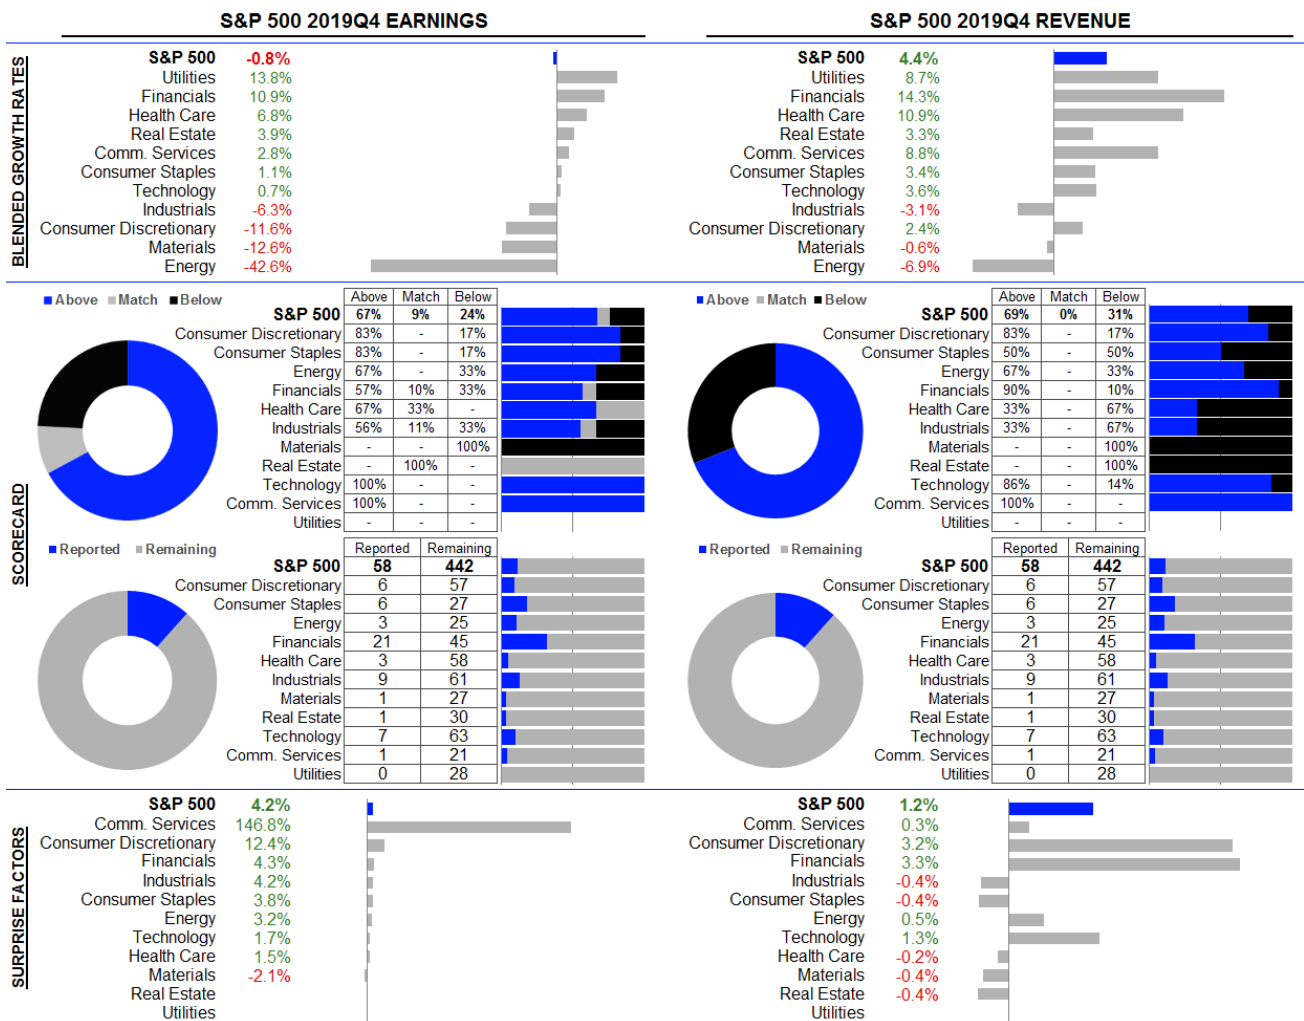 S&P 500 2019Q4 EARNINGS
BLENDED GROWTH RATES
S&P 500 -0.8%
Utilities 13.8%
Financials 10.9%
Health Care 6.8%
Real Estate 3.9%
Comm. Services 2.8%
Consumer Staples 1.1%
Technology 0.7%
Industrials -6.3%
Consumer Discretionary -11.6%
Materials -12.6%
Energy -42.6%
S&P 500 2019Q4 REVENUE
S&P 500 4.4%
Utilities 8.7%
Financials 14.3%
Health Care 10.9%
Real Estate 3.3%
Comm. Services 8.8%
Consumer Staples 3.4%
Technology 3.6%
Industrials -3.1%
Consumer Discretionary 2.4%
Materials -0.6%
Energy -6.9%
SCORECARD
Above Match Below
Above Match Below
S&P 500 67% 9% 24%
Consumer Discretionary 83% - 17%
Consumer Staples 83% - 17%
Energy 67% - 33%
Financials 57% 10% 33%
Health Care 67% 33% -
Industrials 56% 11% 33%
Materials - - 100%
Real Estate - 100% -
Technology 100% - -
Comm. Services 100% - -
Utilities - - -
Above Match Below
Above Match Below
S&P 500 69% 0% 31%
Consumer Discretionary 83% - 17%
Consumer Staples 50% - 50%
Energy 67% - 33%
Financials 90% - 10%
Health Care 33% - 67%
Industrials 33% - 67%
Materials - - 100%
Real Estate - - 100%
Technology 86% - 14%
Comm. Services 100% - -
Utilities - - -
Reported Remaining
Reported Remaining
S&P 500 58 442
Consumer Discretionary 6 57
Consumer Staples 6 27
Energy 3 25
Financials 21 45
Health Care 3 58
Industrials 9 61
Materials 1 27
Real Estate 1 30
Technology 7 63
Comm. Services 1 21
Utilities 0 28
Reported Remaining
Reported Remaining
S&P 500 58 442
Consumer Discretionary 6 57
Consumer Staples 6 27
Energy 3 25
Financials 21 45
Health Care 3 58
Industrials 9 61
Materials 1 27
Real Estate 1 30
Technology 7 63
Comm. Services 1 21
Utilities 0 28
SURPRISE FACTORS
S&P 500 4.2%
Comm. Services 146.8%
Consumer Discretionary 12.4%
Financials 4.3%
Industrials 4.2%
Consumer Staples 3.8%
Energy 3.2%
Technology 1.7%
Health Care 1.5%
Materials -2.1%
Real Estate
Utilities
S&P 500 1.2%
Comm. Services 0.3%
Consumer Discretionary 3.2%
Financials 3.3%
Industrials -0.4%
Consumer Staples -0.4%
Energy 0.5%
Technology 1.3%
Health Care -0.2%
Materials -0.4%
Real Estate -0.4%
Utilities